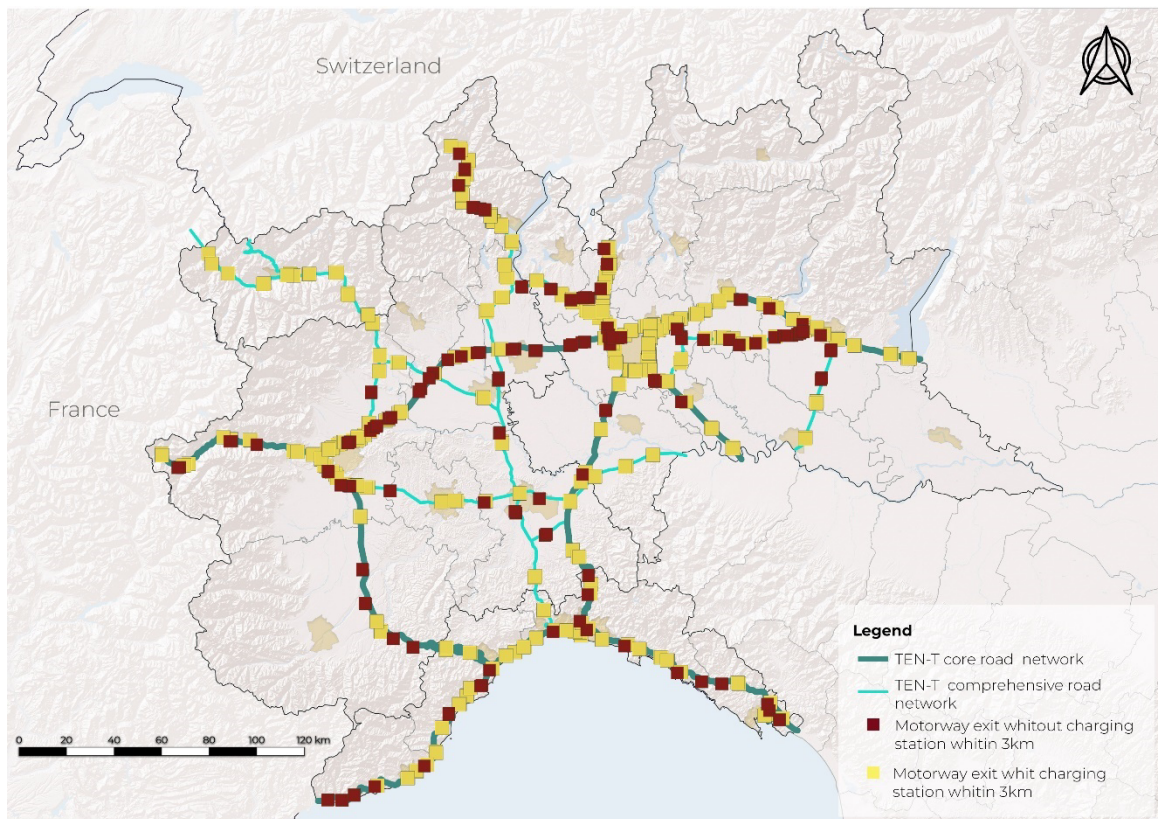 Switzerland
France
Legend
TEN-T core road network
TEN-T comprehensive road
network
Motorway exit whitout charging
station whitin 3km
Motorway exit whit charging
station whitin 3km
0 20 40 60 80 100 120 km